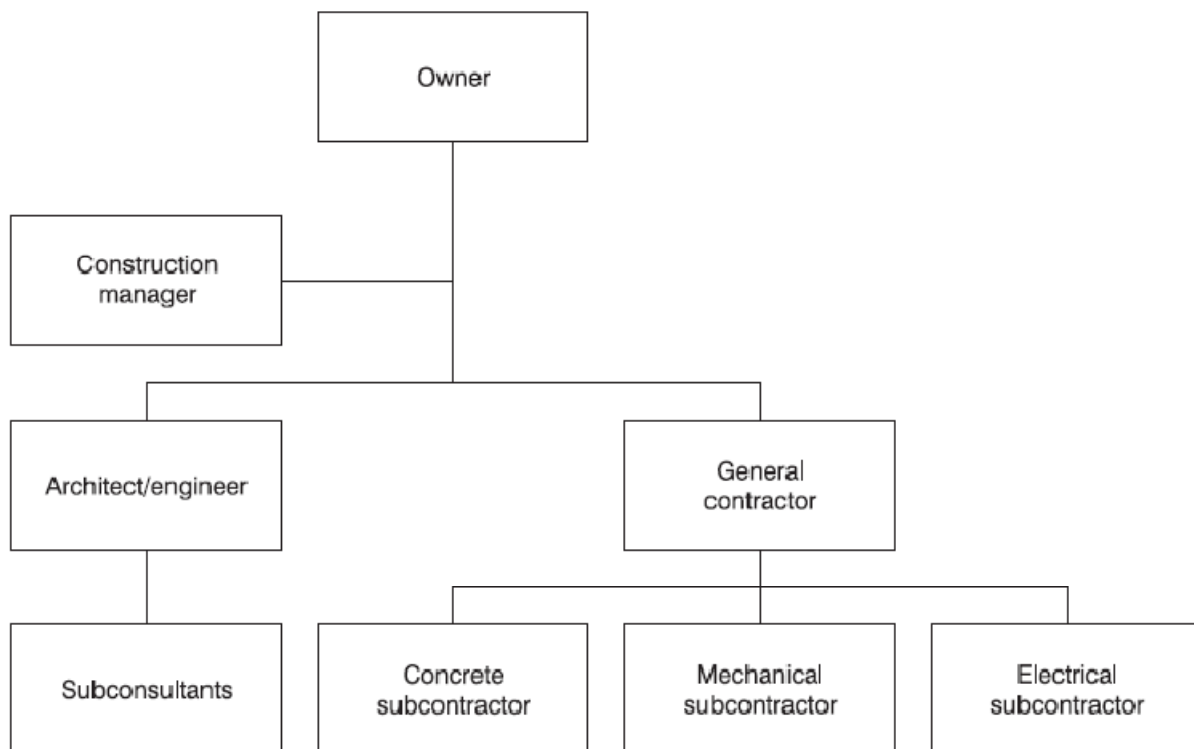 Owner
Construction
manager
Architect/engineer
General
contractor
Subconsultants
Concrete
subcontractor
Mechanical
subcontractor
Electrical
subcontractor